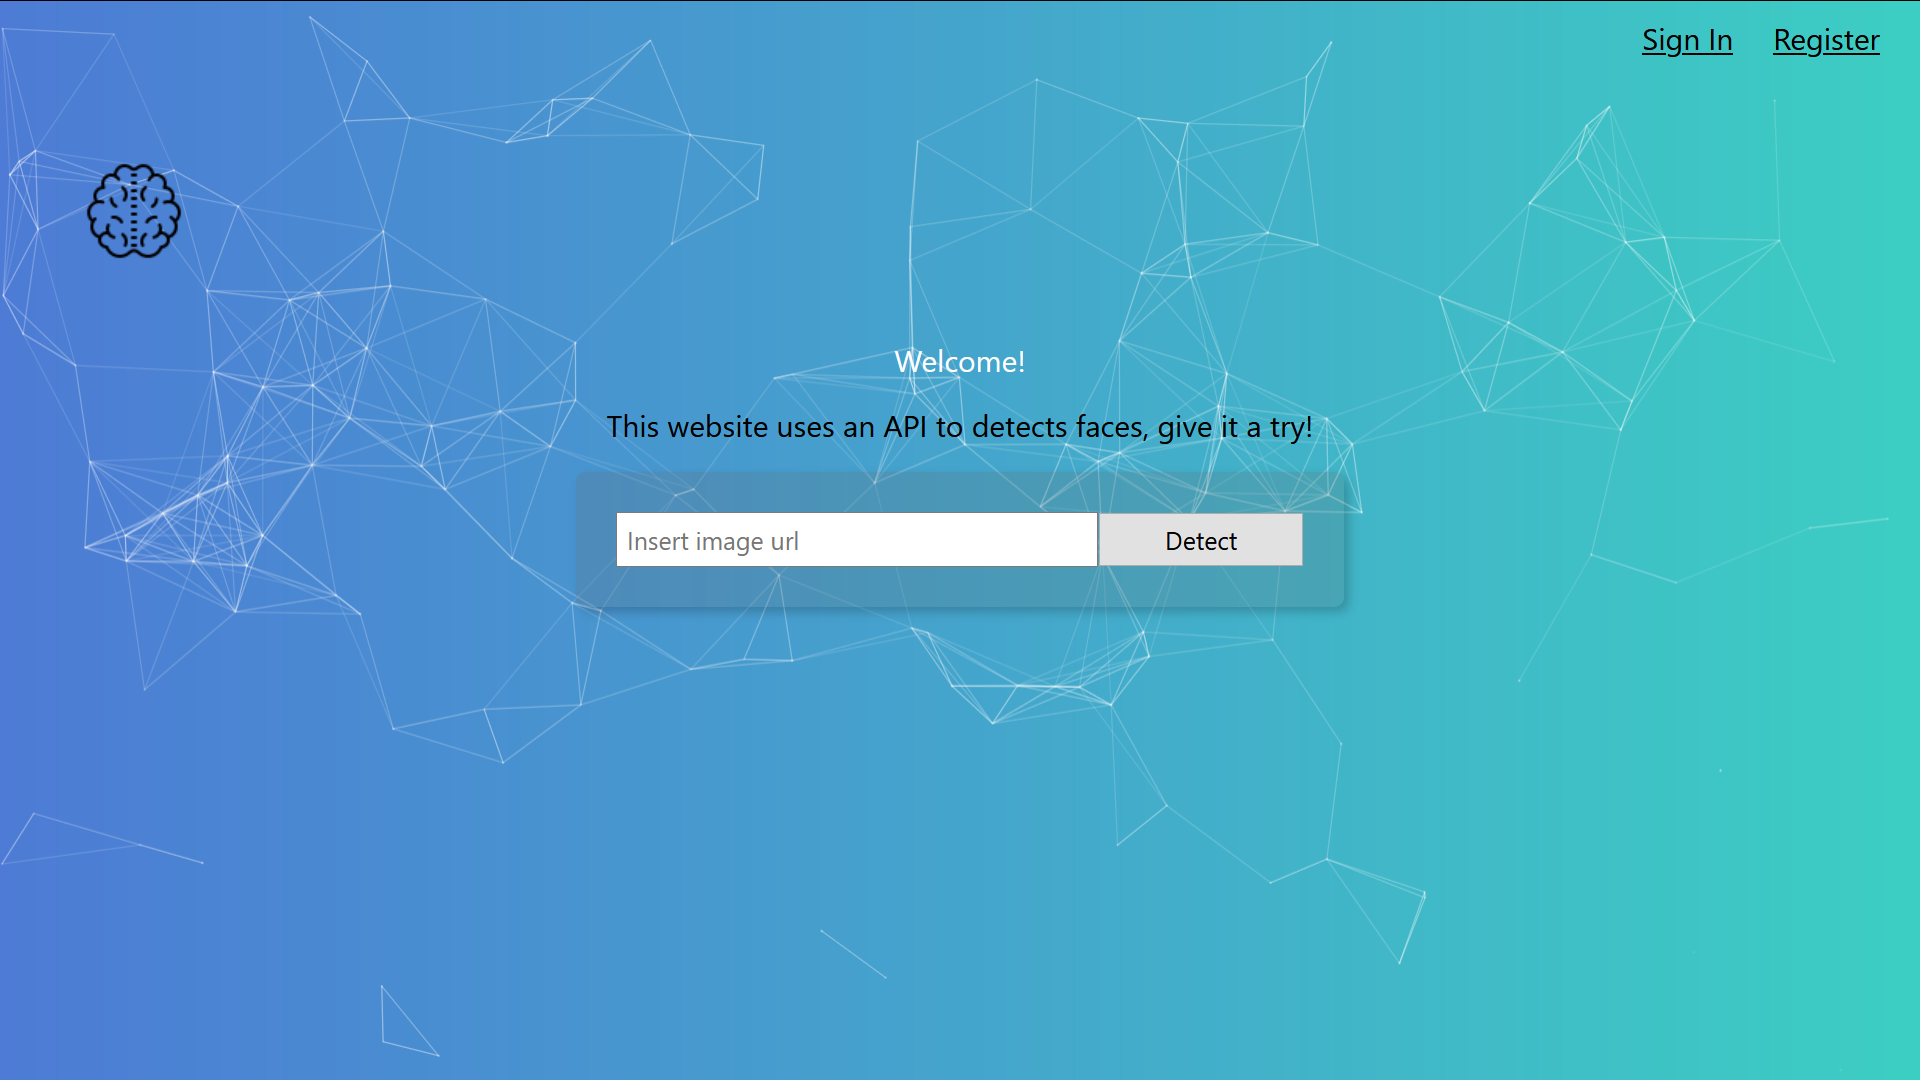 Sign In Register
Welcome!
This website uses an API to detects faces, give it a try!
Insert image url Detect